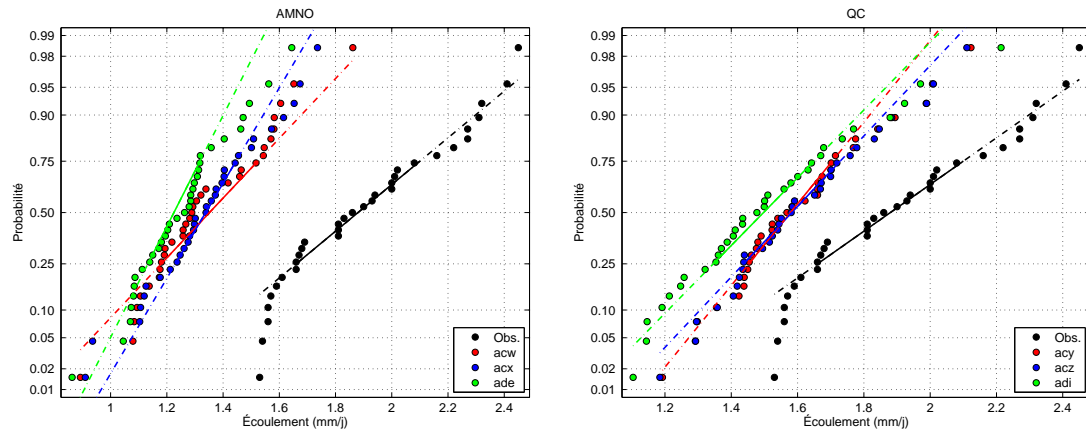 AMNO
0.99
0.98
0.95
0.90
0.75
0.50
0.25
0.10
0.05
0.02
0.01
Probabilité
1 1.2 1.4 1.6 1.8 2 2.2 2.4
Écoulement (mm/j)
Obs.
acw
acx
ade
QC
0.99
0.98
0.95
0.90
0.75
0.50
0.25
0.10
0.05
0.02
0.01
Probabilité
1.2 1.4 1.6 1.8 2 2.2 2.4
Écoulement (mm/j)
Obs.
acy
acz
adi